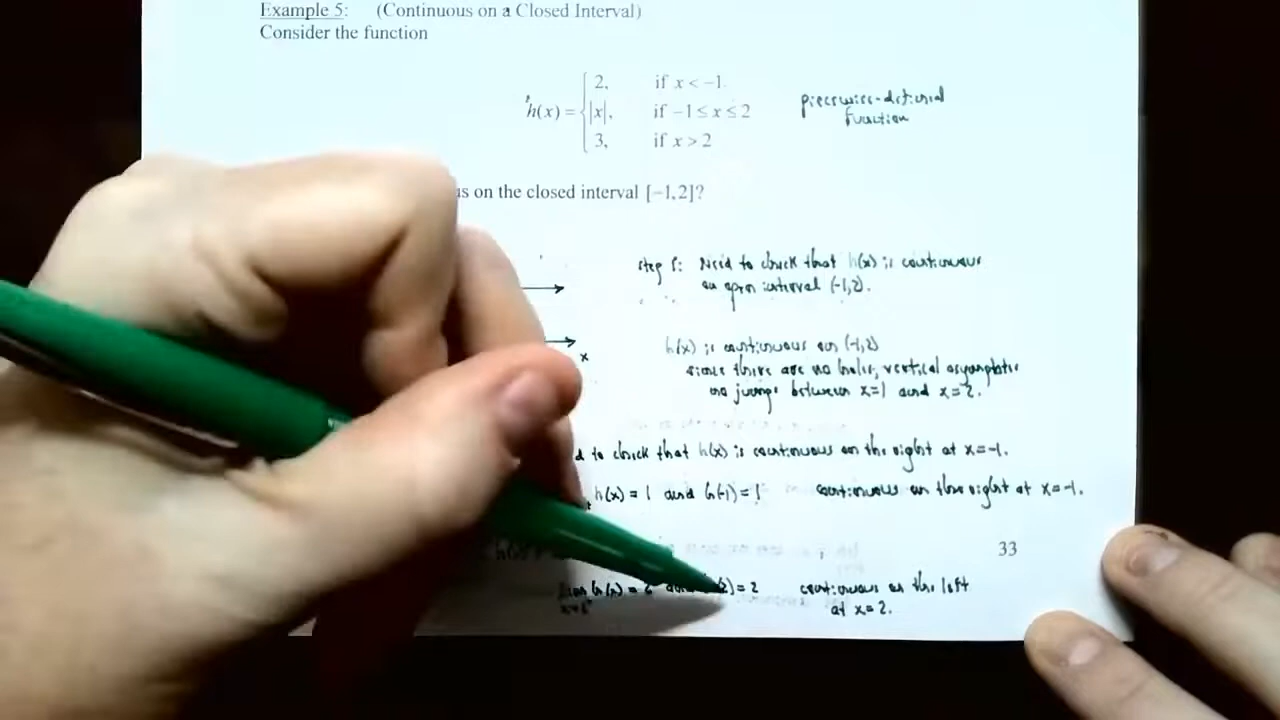 Example 5: (Continuous on a Closed Interval)
Consider the function
h(x) = { 2, if x < -1
|x|, if -1 ≤ x ≤ 2
3, if x > 2
piecewise-defined
function
on the closed interval [-1,2]?
Step 1: Need to check that h(x) is continuous
on open interval (-1,2).
x
h(x) is continuous on (-1,2)
since there are no holes, vertical asymptotes
no jumps between x=1 and x=2.
to check that h(x) is continuous on the right at x=-1.
h(x) = 1 and h(-1) = 1 continuous on the right at x=-1.
33
h(x) = = 2 continuous on the left
at x=2.